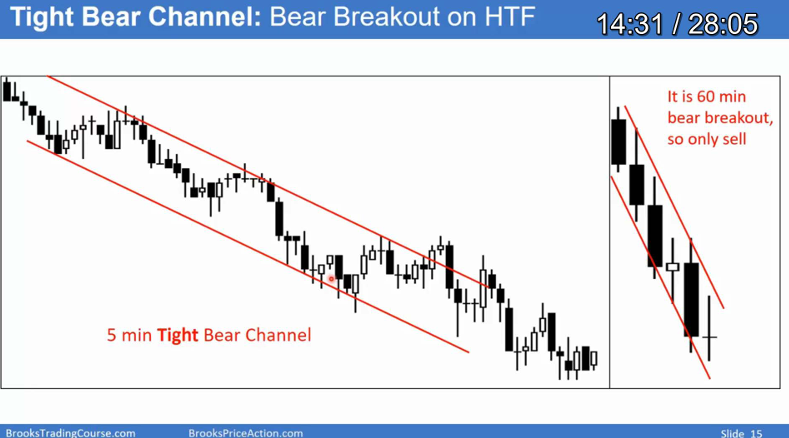 Tight Bear Channel: Bear Breakout on HTF
14:31 / 28:05
It is 60 min
bear breakout,
so only sell
5 min Tight Bear Channel
BrooksTradingCourse.com
BrooksPriceAction.com
Slide 15